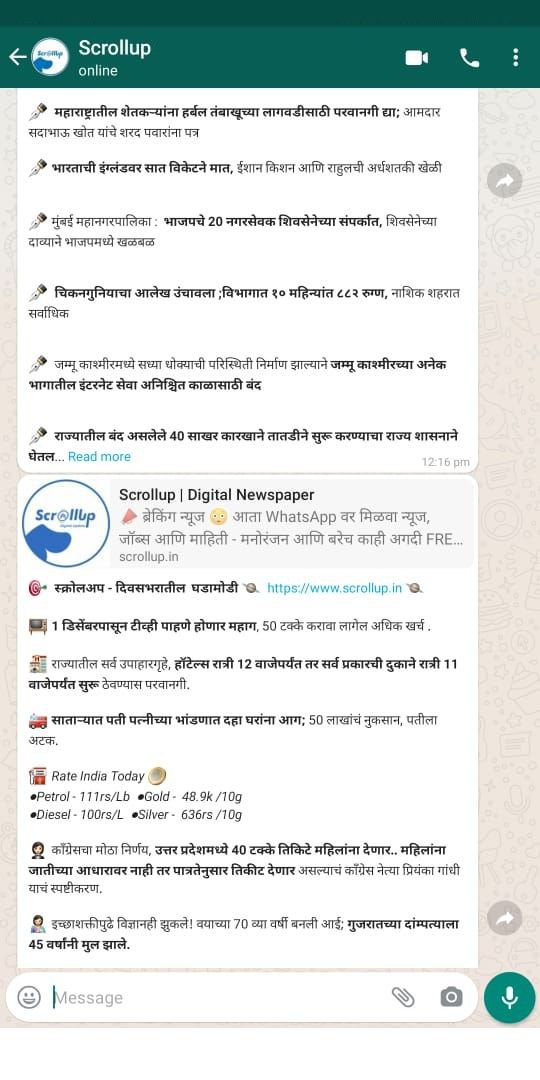 Scrollup
online
महाराष्ट्रातील शेतकऱ्यांना हर्बल तंबाखूच्या लागवडीसाठी परवानगी द्या; आमदार
सदाभाऊ खोत यांचे शरद पवारांना पत्र
भारताची इंग्लंडवर सात विकेटने मात, ईशान किशन आणि राहुलची अर्धशतकी खेळी
मुंबई महानगरपालिका : भाजपचे 20 नगरसेवक शिवसेनेच्या संपर्कात, शिवसेनेच्या
दाव्याने भाजपमध्ये खळबळ
चिकनगुनियाचा आलेख उंचावला ;विभागात १० महिन्यांत ८८२ रुग्ण, नाशिक शहरात
सर्वाधिक
जम्मू काश्मीरमध्ये सध्या धोक्याची परिस्थिती निर्माण झाल्याने जम्मू काश्मीरच्या अनेक
भागातील इंटरनेट सेवा अनिश्चित काळासाठी बंद
राज्यातील बंद असलेले 40 साखर कारखाने तातडीने सुरू करण्याचा राज्य शासनाने
घेतल... Read more
12:16 pm
Scrollup
Digital Update
Scrollup | Digital Newspaper
📣 ब्रेकिंग न्यूज 😳 आता WhatsApp वर मिळवा न्यूज,
जॉब्स आणि माहिती - मनोरंजन आणि बरेच काही अगदी FRE...
scrollup.in
स्क्रोलअप - दिवसभरातील घडामोडी 🪐 https://www.scrollup.in 🪐
1 डिसेंबरपासून टीव्ही पाहणे होणार महाग, 50 टक्के करावा लागेल अधिक खर्च .
राज्यातील सर्व उपाहारगृहे, हॉटेल्स रात्री 12 वाजेपर्यंत तर सर्व प्रकारची दुकाने रात्री 11
वाजेपर्यंत सुरू ठेवण्यास परवानगी.
साताऱ्यात पती पत्नीच्या भांडणात दहा घरांना आग; 50 लाखांचं नुकसान, पतीला
अटक.
Rate India Today
●Petrol - 111rs/Lb ●Gold - 48.9k /10g
●Diesel - 100rs/L ●Silver - 636rs /10g
काँग्रेसचा मोठा निर्णय, उत्तर प्रदेशमध्ये 40 टक्के तिकिटे महिलांना देणार.. महिलांना
जातीच्या आधारावर नाही तर पात्रतेनुसार तिकीट देणार असल्याचं काँग्रेस नेत्या प्रियंका गांधी
याचं स्पष्टीकरण.
इच्छाशक्तीपुढे विज्ञानही झुकले! वयाच्या 70 व्या वर्षी बनली आई; गुजरातच्या दांम्पत्याला
45 वर्षांनी मुल झाले.
Message